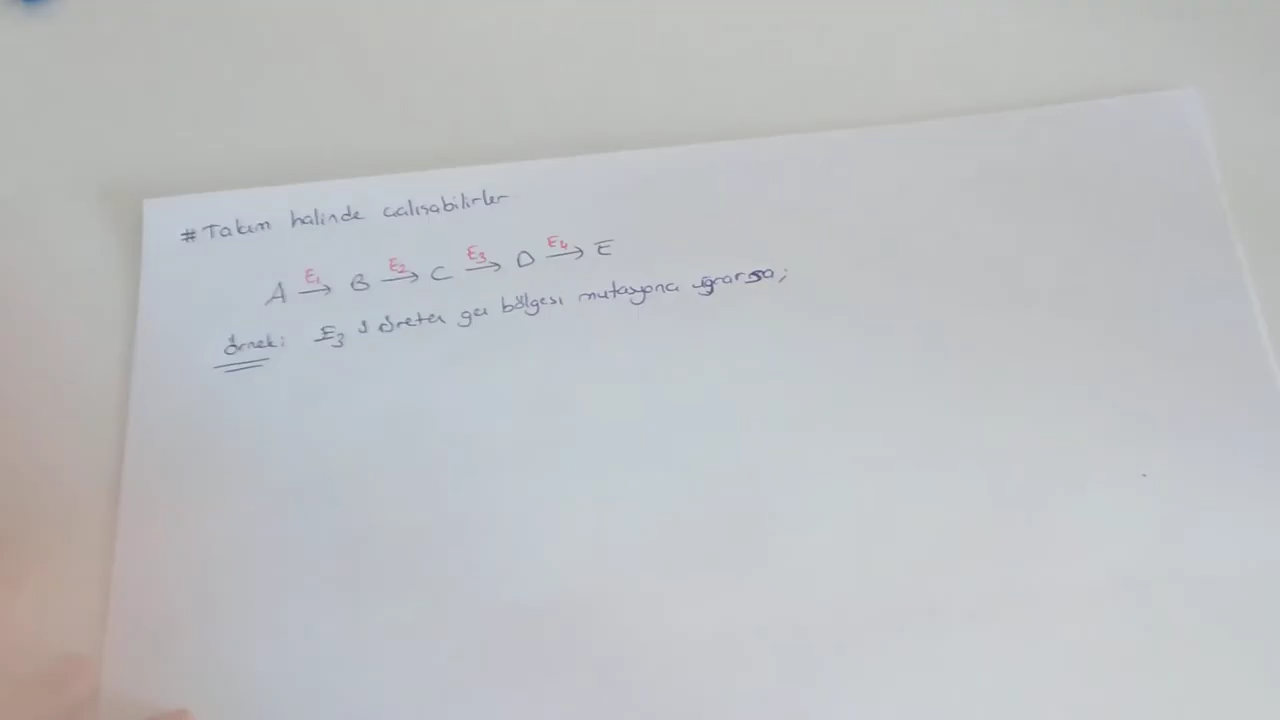 # Takım halinde çalışabilirler
A E₁→ B E₂→ C E₃→ D E₄→ E
Örnek: E₃ ü üreten gen bölgesi mutasyona uğrarsa;